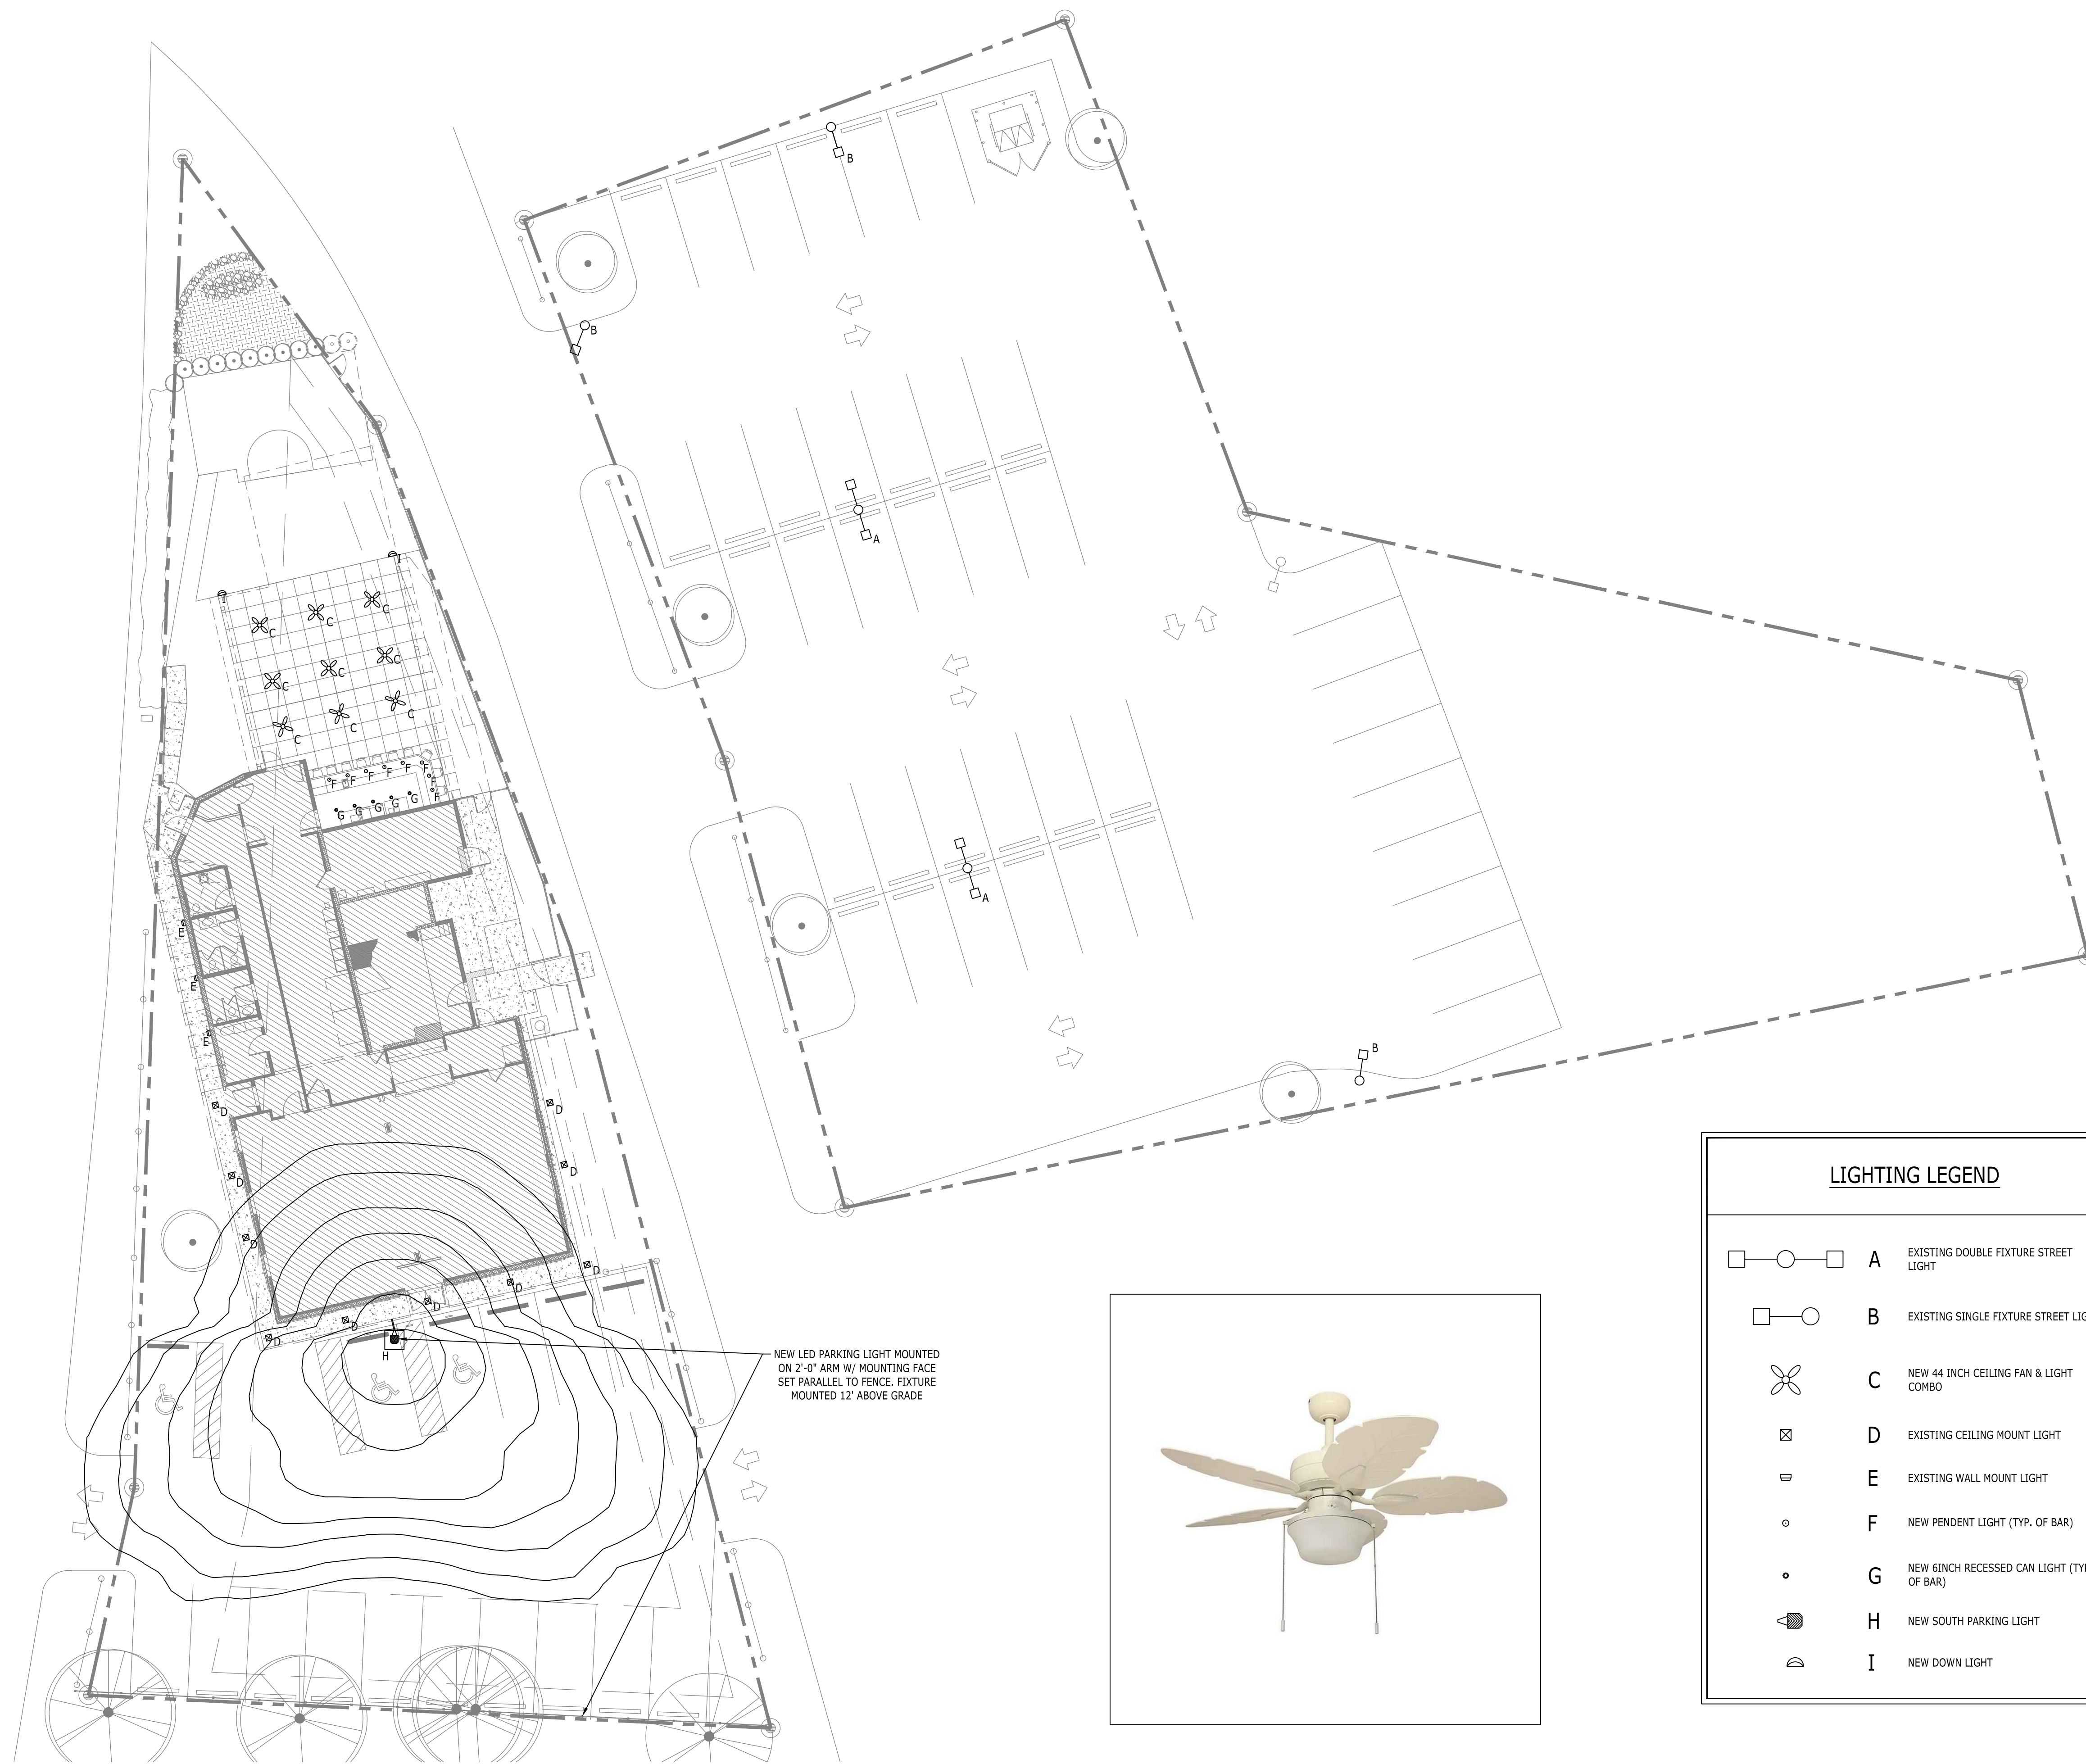 B
B
A
I
I
C
C
C
C
C
C
C
C
C
F
F
F
F
F
F
F
F
G
G
G
G
G
A
E
E
E
B
D
D
D
D
D
D
D
D
D
D
H
NEW LED PARKING LIGHT MOUNTED
ON 2'-0" ARM W/ MOUNTING FACE
SET PARALLEL TO FENCE. FIXTURE
MOUNTED 12' ABOVE GRADE
LIGHTING LEGEND
A EXISTING DOUBLE FIXTURE STREET
LIGHT
B EXISTING SINGLE FIXTURE STREET
C NEW 44 INCH CEILING FAN & LIGHT
COMBO
D EXISTING CEILING MOUNT LIGHT
E EXISTING WALL MOUNT LIGHT
F NEW PENDENT LIGHT (TYP. OF BAR)
G NEW 6INCH RECESSED CAN LIGHT
OF BAR)
H NEW SOUTH PARKING LIGHT
I NEW DOWN LIGHT